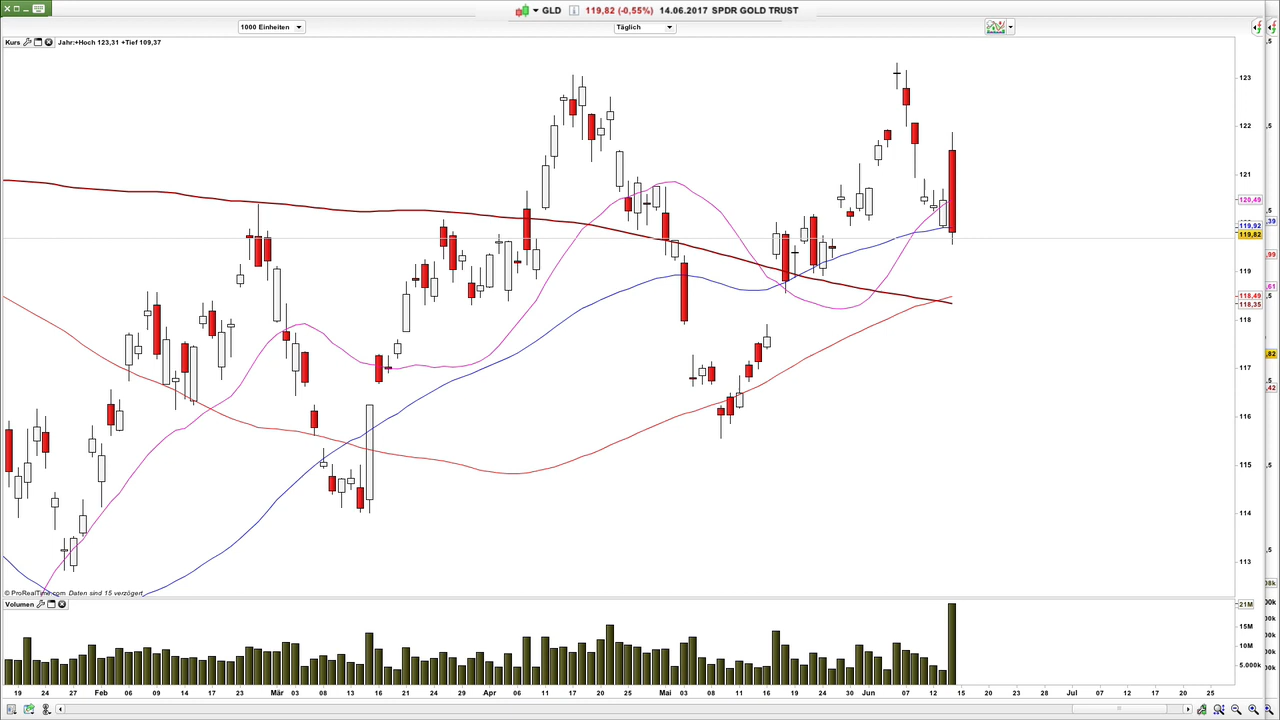 GLD 119,82 (-0,55%) 14.06.2017 SPDR GOLD TRUST
1000 Einheiten
Täglich
Kurs Jahr:+Hoch 123,31 +Tief 109,37
123
122
121
120,49
119,92
119,82
119
118,49
118,35
118
117
116
115
114
113
© ProRealTime.com Daten sind 15 verzögert
Volumen
21M
15M
10M
5.000k
19 24 27 Feb 06 09 14 17 23 Mär 03 08 13 16 21 24 29 Apr 06 11 17 20 25 Mai 03 08 11 16 19 24 30 Jun 07 12 15 20 23 28 Jul 07 12 17 20 25